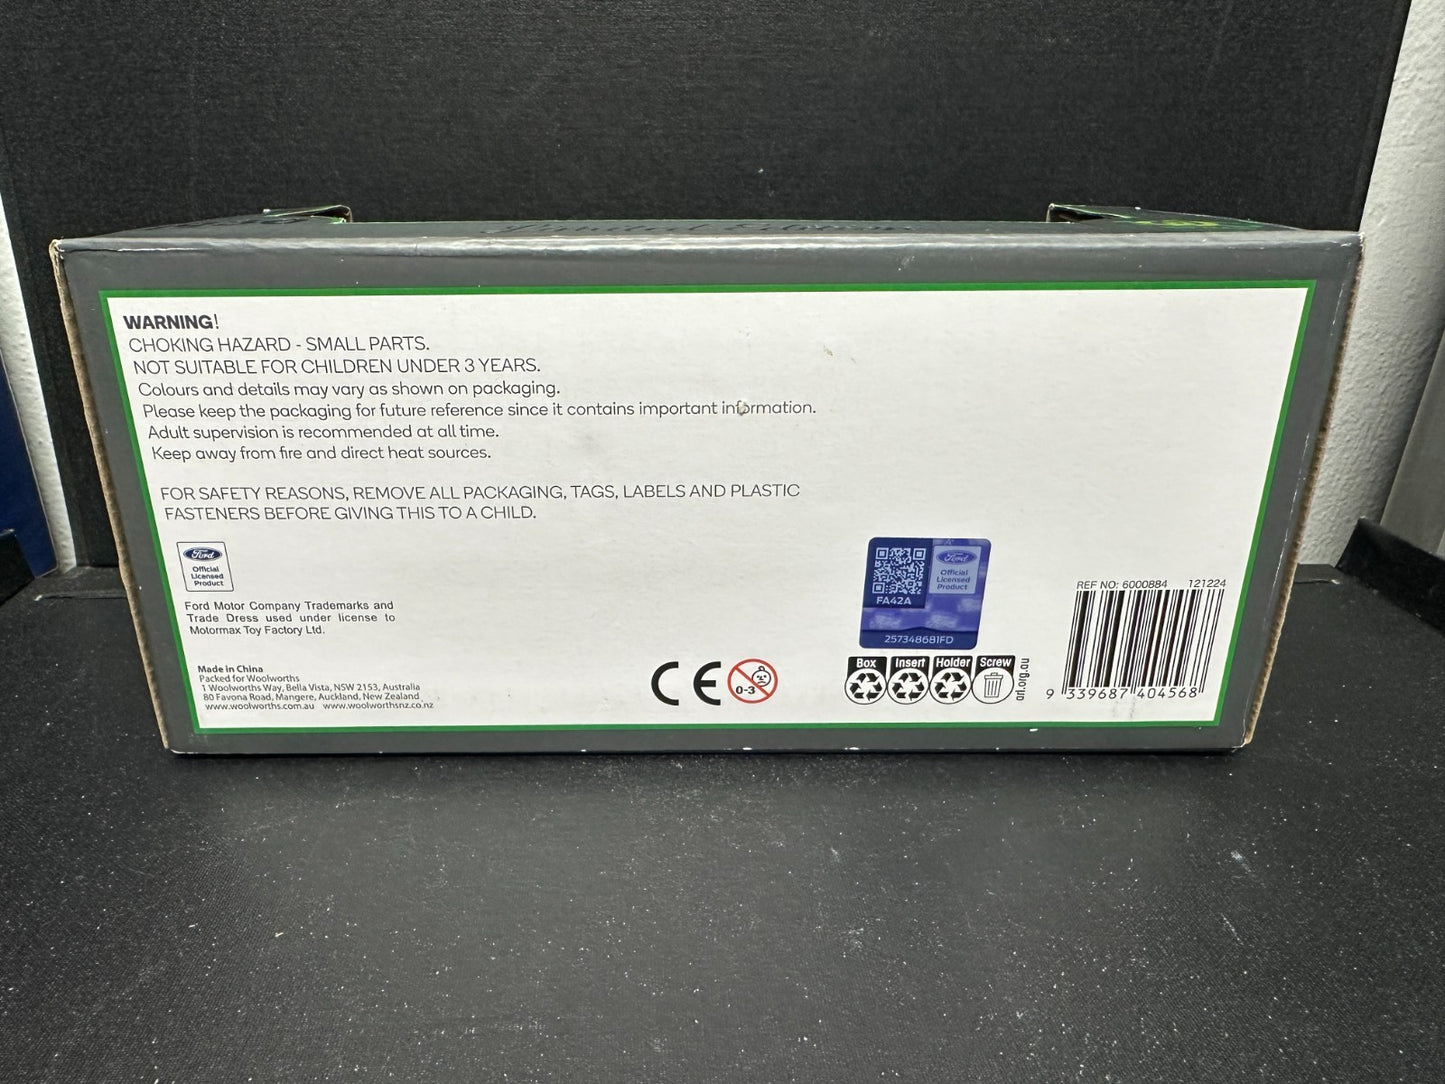 Limited Edition
WARNING!
CHOKING HAZARD - SMALL PARTS.
NOT SUITABLE FOR CHILDREN UNDER 3 YEARS.
Colours and details may vary as shown on packaging.
Please keep the packaging for future reference since it contains important information.
Adult supervision is recommended at all time.
Keep away from fire and direct heat sources.
FOR SAFETY REASONS, REMOVE ALL PACKAGING, TAGS, LABELS AND PLASTIC
FASTENERS BEFORE GIVING THIS TO A CHILD.
Ford
Official
Licensed
Product
Ford Motor Company Trademarks and
Trade Dress used under license to
Motormax Toy Factory Ltd.
Made in China
Packed for Woolworths
1 Woolworths Way, Bella Vista, NSW 2153, Australia
80 Favona Road, Mangere, Auckland, New Zealand
www.woolworths.com.au www.woolworthsnz.co.nz
CE
0-3
Ford
Official
Licensed
Product
FA42A
257348681FD
Box Insert Holder Screw
arl.org.au
REF NO: 6000884 121224
9 339687 404568